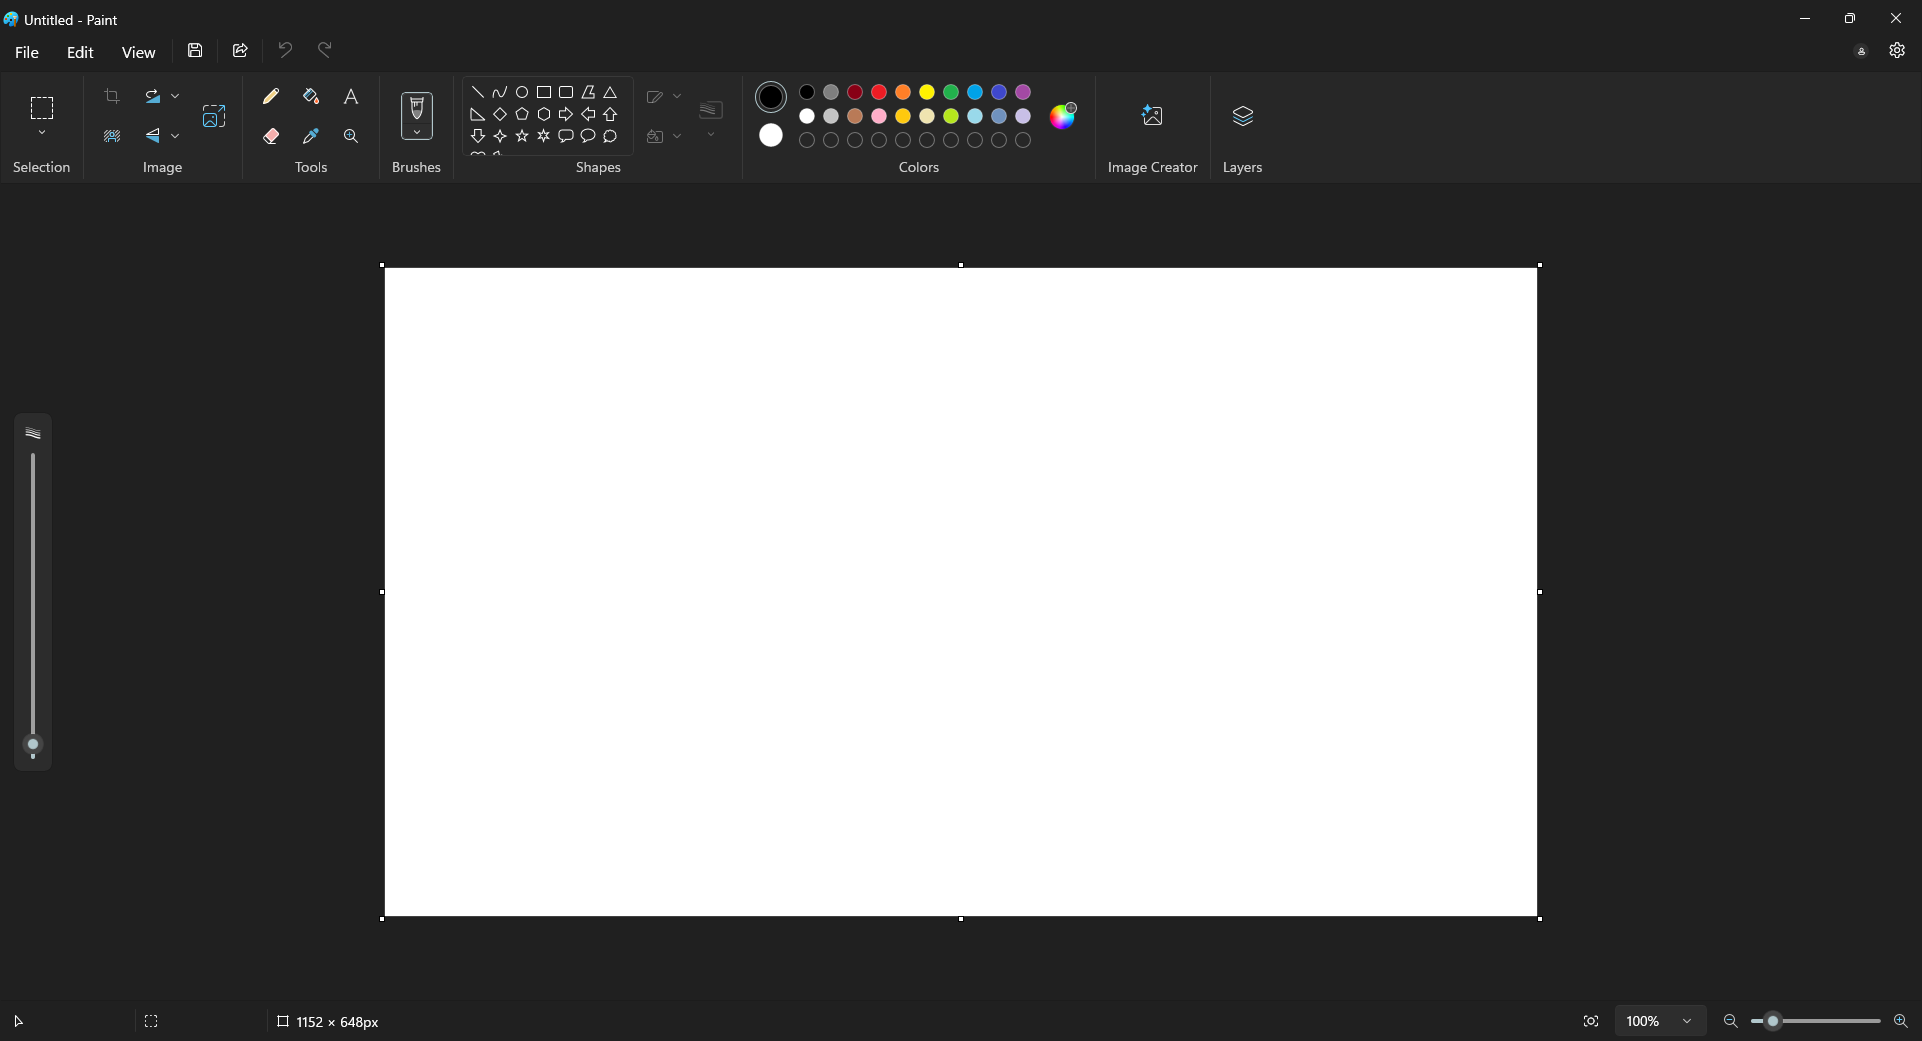 Untitled - Paint
File Edit View
Selection Image Tools Brushes Shapes Colors Image Creator Layers
1152 × 648px 100%